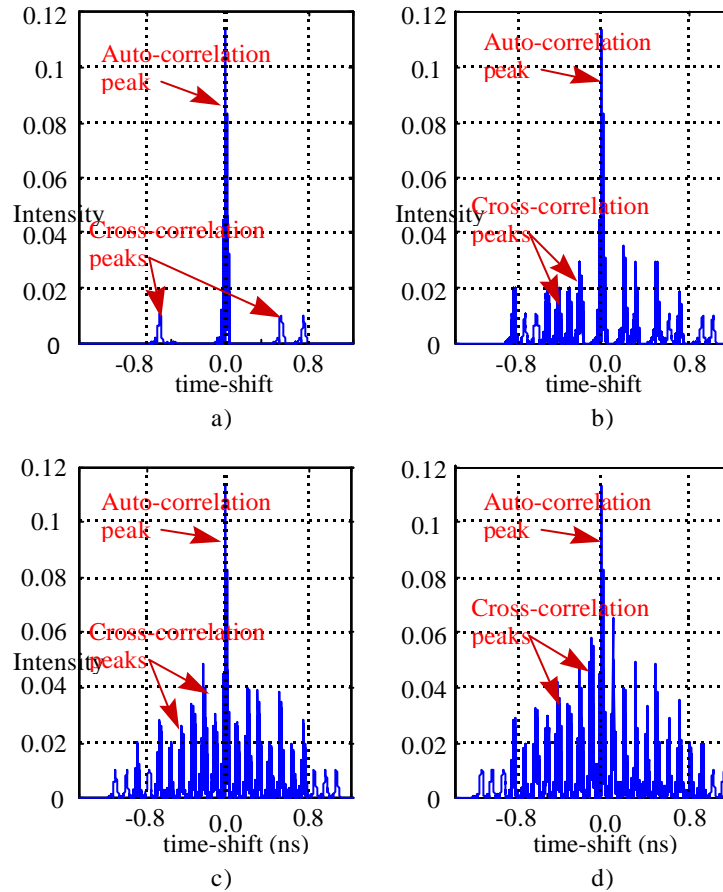 0.12
Auto-correlation
peak
0.1
0.08
0.06
Intensity
Cross-correlation
peaks
0.04
0.02
0
-0.8 0.0 0.8
time-shift
a)
0.12
Auto-correlation
peak
0.1
0.08
0.06
Cross-correlation
Intensity
peaks
0.04
0.02
0
-0.8 0.0 0.8
time-shift
b)
0.12
Auto-correlation
peak
0.1
0.08
0.06
Cross-correlation
Intensity
peaks
0.04
0.02
0
-0.8 0.0 0.8
time-shift (ns)
c)
0.12
Auto-correlation
peak
0.1
0.08
0.06
Cross-correlation
peaks
0.04
0.02
0
-0.8 0.0 0.8
time-shift (ns)
d)